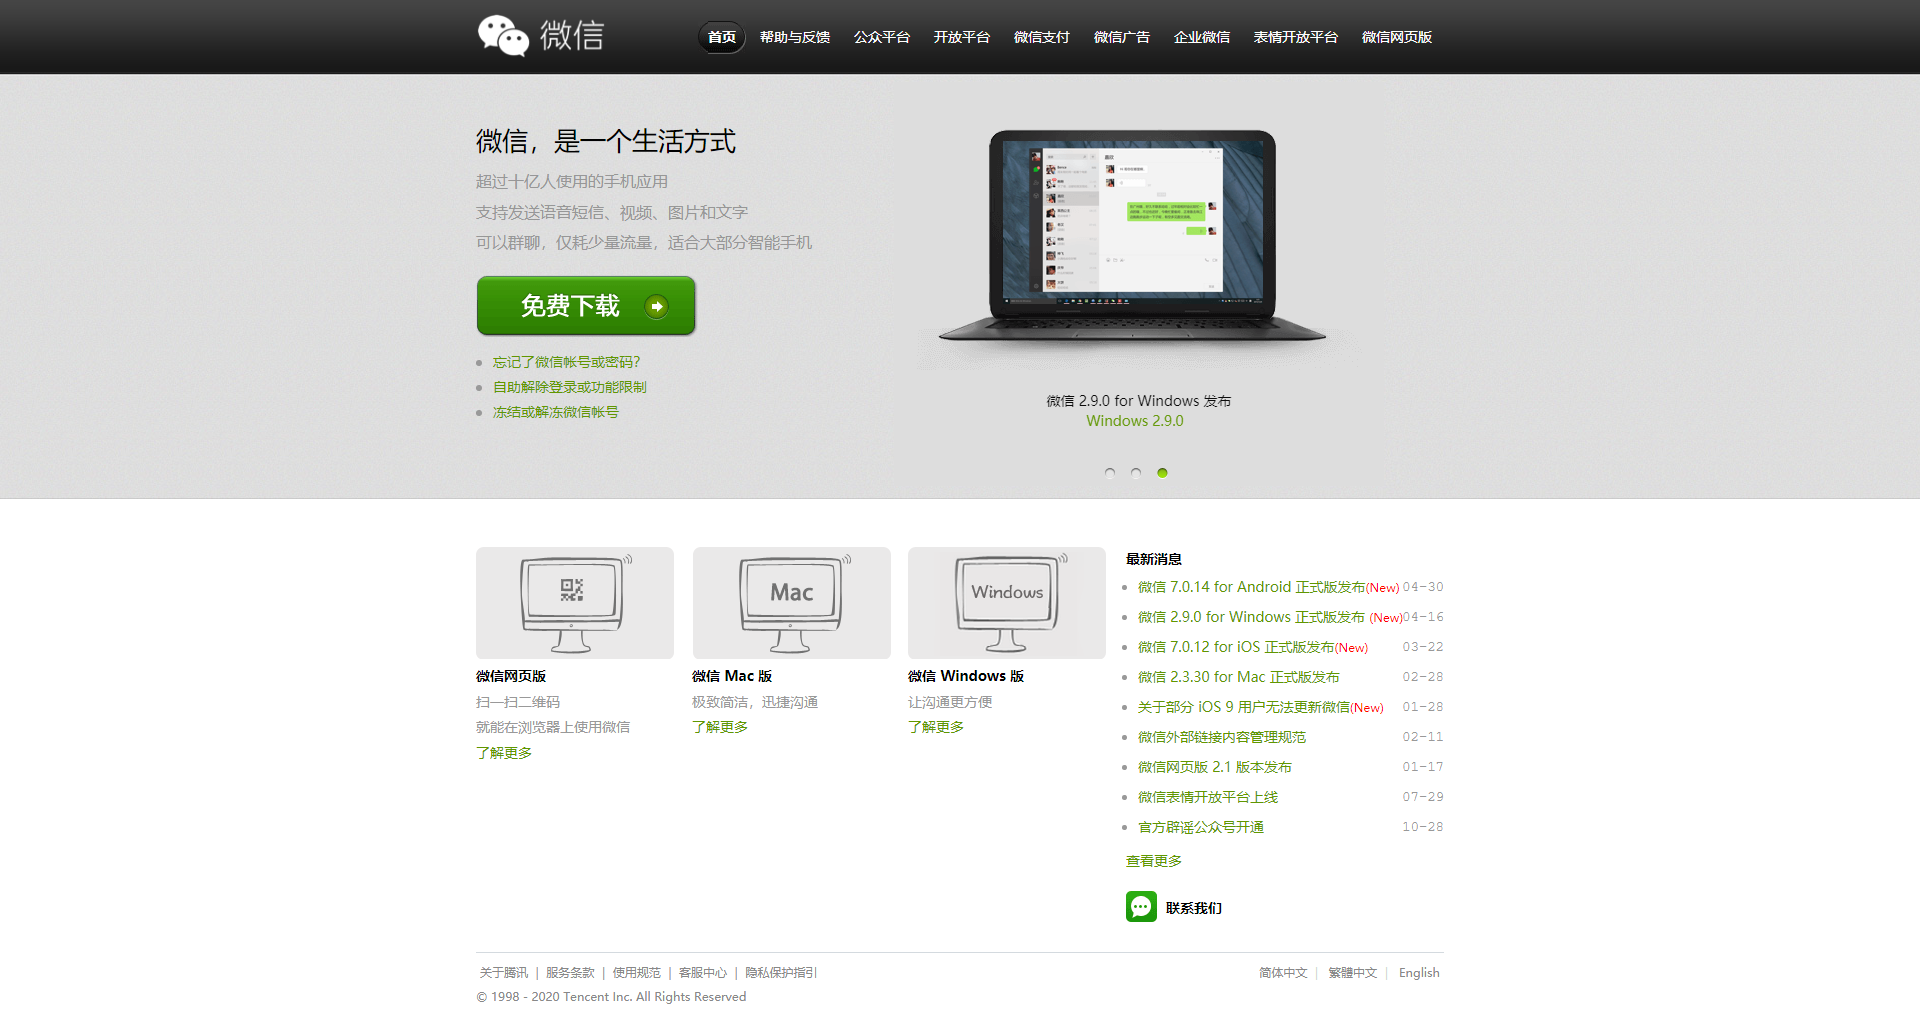 微信
首页 帮助与反馈 公众平台 开放平台 微信支付 微信广告 企业微信 表情开放平台 微信网页版
微信，是一个生活方式
超过十亿人使用的手机应用
支持发送语音短信、视频、图片和文字
可以群聊，仅耗少量流量，适合大部分智能手机
免费下载
忘记了微信帐号或密码？
自助解除登录或功能限制
冻结或解冻微信帐号
微信 2.9.0 for Windows 发布
Windows 2.9.0
Mac
Windows
微信网页版
扫一扫二维码
就能在浏览器上使用微信
了解更多
微信 Mac 版
极致简洁，迅捷沟通
了解更多
微信 Windows 版
让沟通更方便
了解更多
最新消息
微信 7.0.14 for Android 正式版发布(New) 04-30
微信 2.9.0 for Windows 正式版发布 (New) 04-16
微信 7.0.12 for iOS 正式版发布(New) 03-22
微信 2.3.30 for Mac 正式版发布 02-28
关于部分 iOS 9 用户无法更新微信(New) 01-28
微信外部链接内容管理规范 02-11
微信网页版 2.1 版本发布 01-17
微信表情开放平台上线 07-29
官方辟谣公众号开通 10-28
查看更多
联系我们
关于腾讯 | 服务条款 | 使用规范 | 客服中心 | 隐私保护指引
简体中文 | 繁體中文 | English
© 1998 - 2020 Tencent Inc. All Rights Reserved